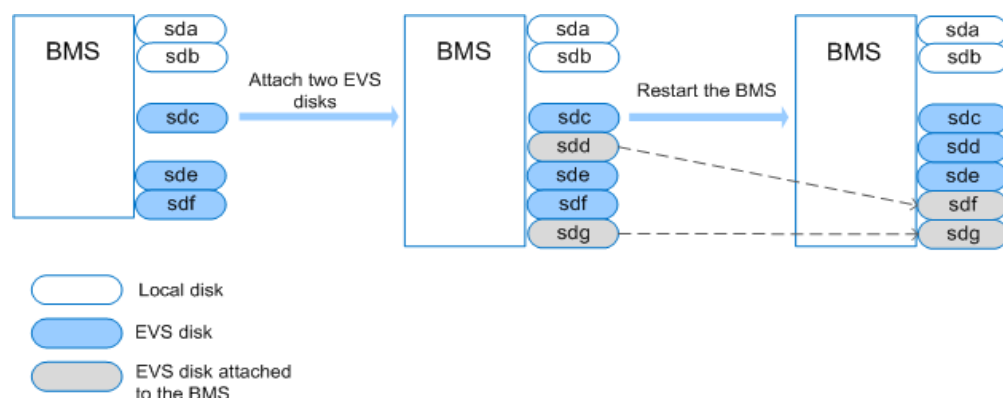 BMS
sda
sdb
sdc
sde
sdf
Attach two EVS
disks
BMS
sda
sdb
sdc
sdd
sde
sdf
sdg
Restart the BMS
BMS
sda
sdb
sdc
sdd
sde
sdf
sdg
Local disk
EVS disk
EVS disk attached
to the BMS